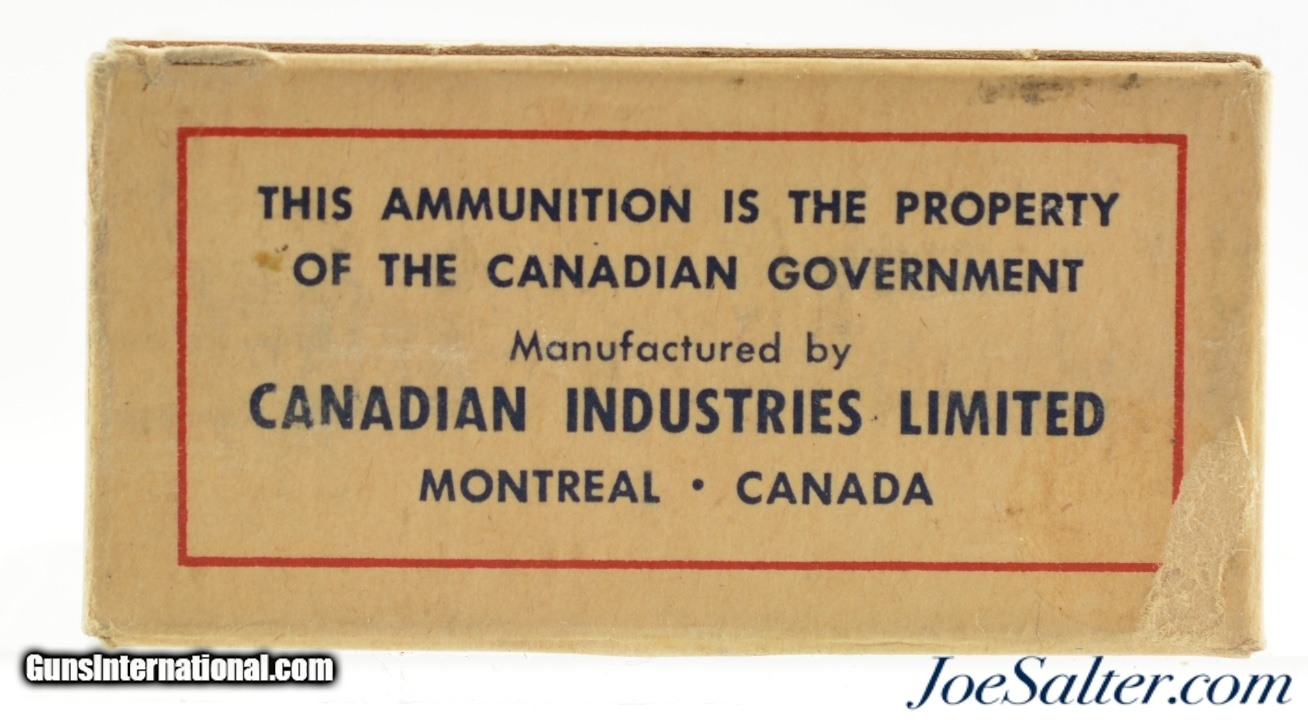 THIS AMMUNITION IS THE PROPERTY
OF THE CANADIAN GOVERNMENT
Manufactured by
CANADIAN INDUSTRIES LIMITED
MONTREAL • CANADA
GunsInternational.com
JoeSalter.com